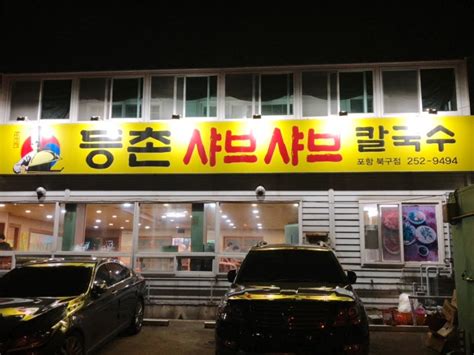 등촌 샤브샤브 칼국수
포항 북구점 252-9494